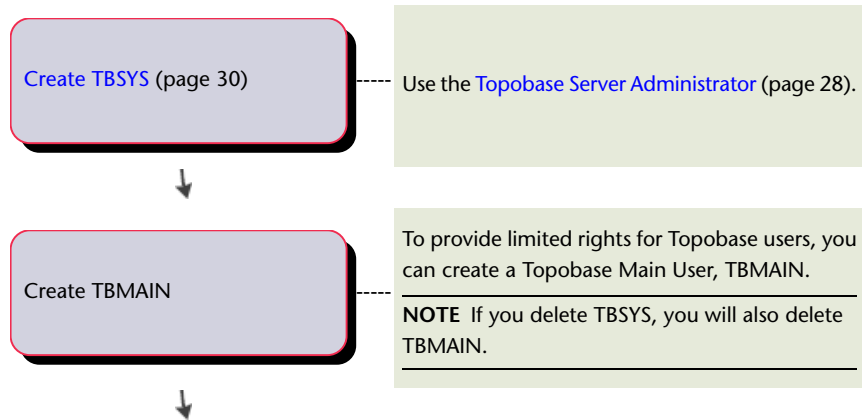 Create TBSYS (page 30)
Use the Topobase Server Administrator (page 28).
Create TBMAIN
To provide limited rights for Topobase users, you
can create a Topobase Main User, TBMAIN.
NOTE If you delete TBSYS, you will also delete
TBMAIN.